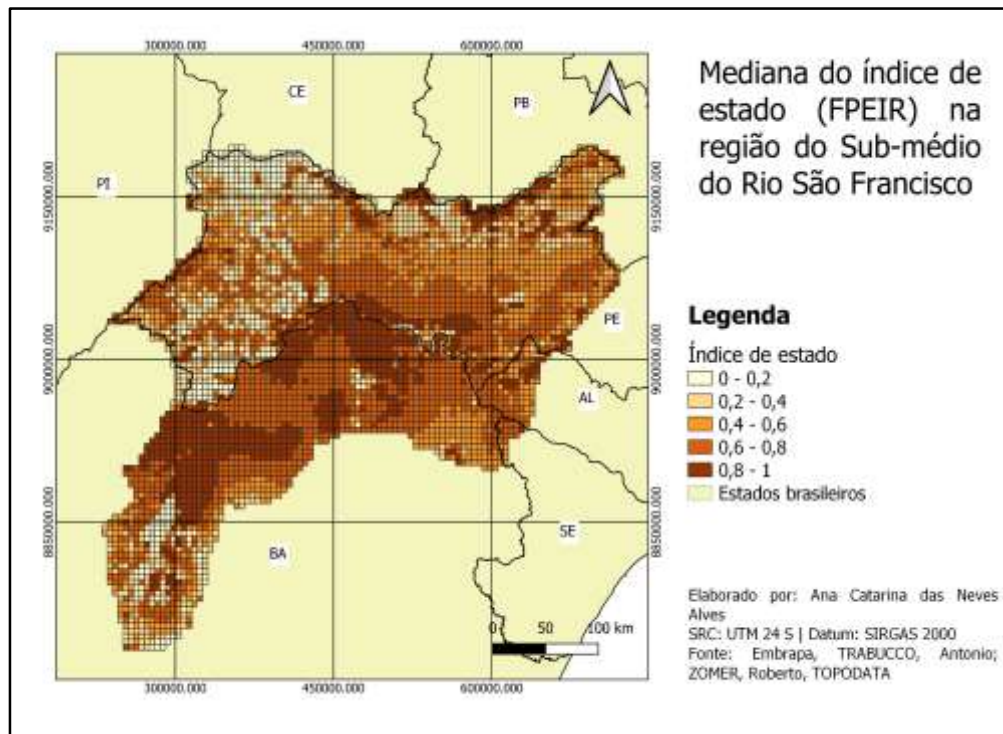 300000.000 450000.000 600000.000
CE
PB
PI
9150000.000 9150000.000
PE
9000000.000 9000000.000
AL
8850000.000 8850000.000
SE
BA
0 50 100 km
300000.000 450000.000 600000.000
Mediana do índice de
estado (FPEIR) na
região do Sub-médio
do Rio São Francisco
Legenda
Índice de estado
0 - 0,2
0,2 - 0,4
0,4 - 0,6
0,6 - 0,8
0,8 - 1
Estados brasileiros
Elaborado por: Ana Catarina das Neves
Alves
SRC: UTM 24 S | Datum: SIRGAS 2000
Fonte: Embrapa, TRABUCCO, Antonio;
ZOMER, Roberto, TOPODATA